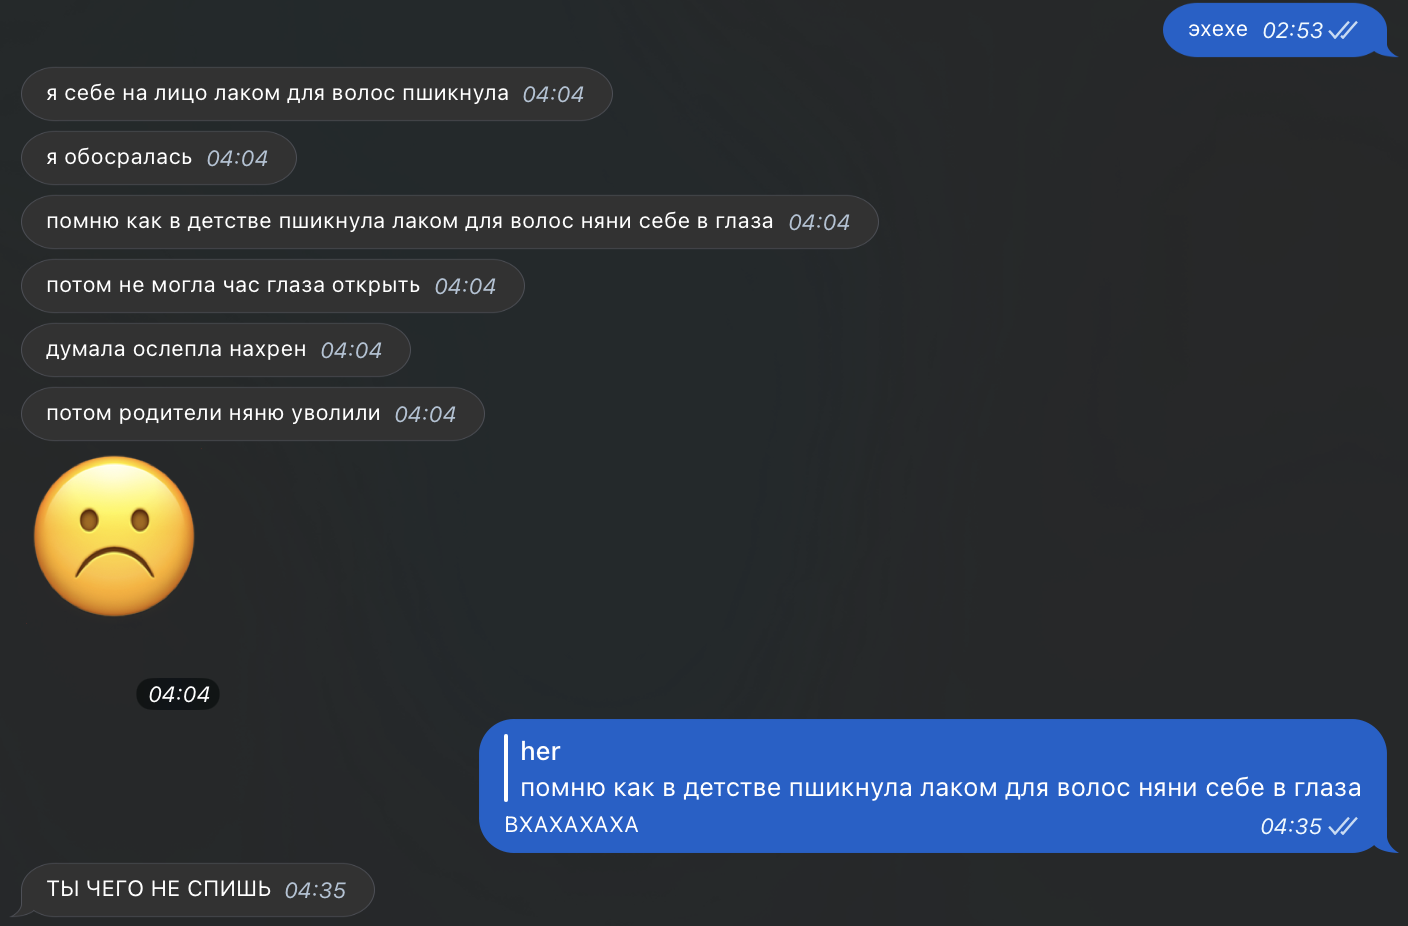 эхехе 02:53
я себе на лицо лаком для волос пшикнула 04:04
я обосралась 04:04
помню как в детстве пшикнула лаком для волос няни себе в глаза 04:04
потом не могла час глаза открыть 04:04
думала ослепла нахрен 04:04
потом родители няню уволили 04:04
04:04
her
помню как в детстве пшикнула лаком для волос няни себе в глаза
ВХАХАХАХА 04:35
ТЫ ЧЕГО НЕ СПИШЬ 04:35